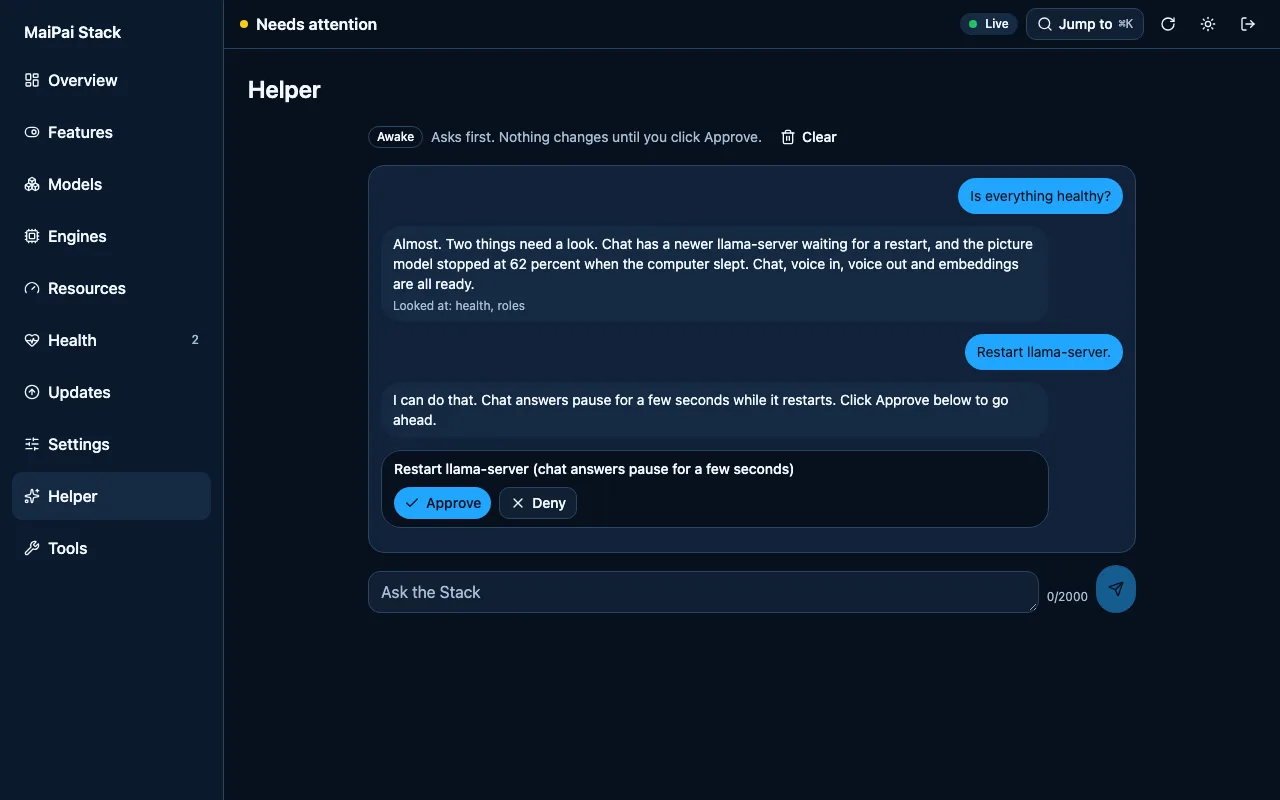 MaiPai Stack
Overview
Features
Models
Engines
Resources
Health 2
Updates
Settings
Helper
Tools
Needs attention
Live
Jump to ⌘K
Helper
Awake
Asks first. Nothing changes until you click Approve.
Clear
Is everything healthy?
Almost. Two things need a look. Chat has a newer llama-server waiting for a restart, and the picture
model stopped at 62 percent when the computer slept. Chat, voice in, voice out and embeddings
are all ready.
Looked at: health, roles
Restart llama-server.
I can do that. Chat answers pause for a few seconds while it restarts. Click Approve below to go
ahead.
Restart llama-server (chat answers pause for a few seconds)
Approve
Deny
Ask the Stack
0/2000